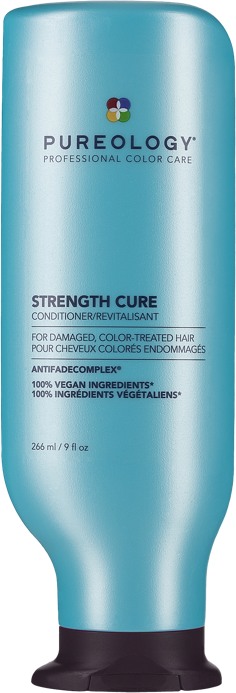 PUREOLOGY®
PROFESSIONAL COLOR CARE
STRENGTH CURE
CONDITIONER/REVITALISANT
FOR DAMAGED, COLOR-TREATED HAIR
POUR CHEVEUX COLORÉS ENDOMMAGÉS
ANTIFADECOMPLEX®
100% VEGAN INGREDIENTS*
100% INGRÉDIENTS VÉGÉTALIENS*
266 ml / 9 fl oz